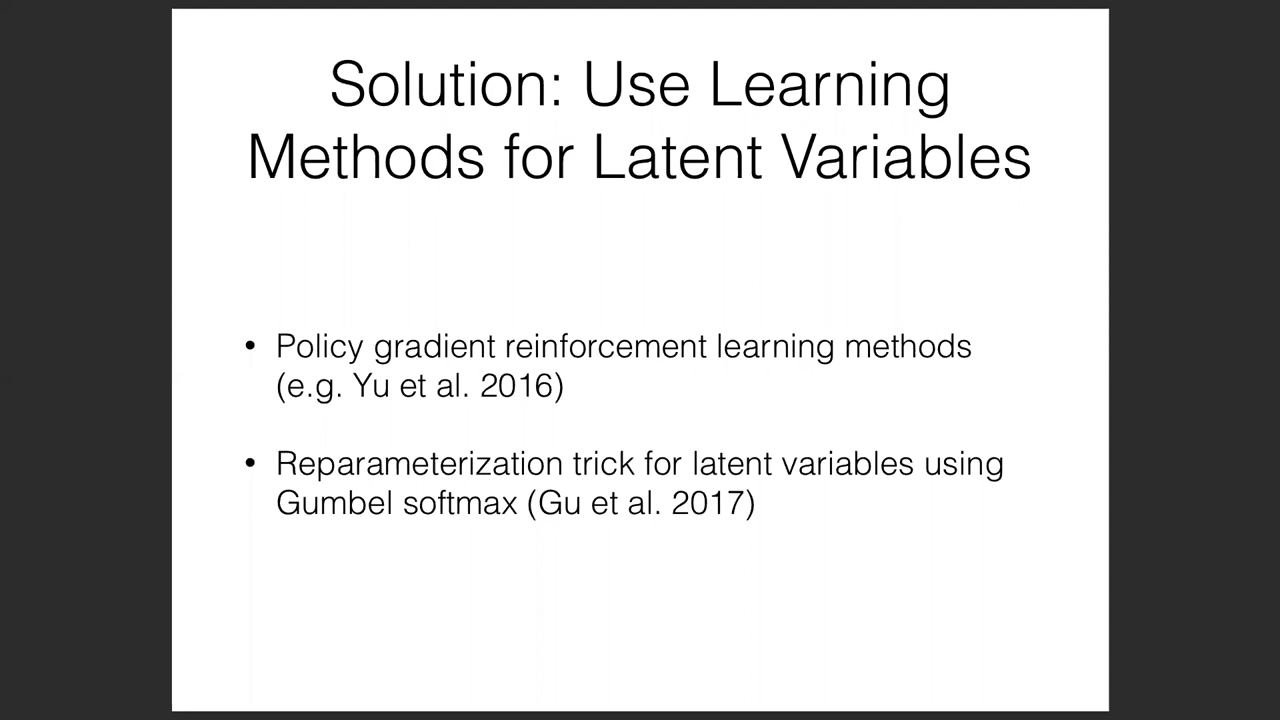 Solution: Use Learning
Methods for Latent Variables
• Policy gradient reinforcement learning methods
(e.g. Yu et al. 2016)
• Reparameterization trick for latent variables using
Gumbel softmax (Gu et al. 2017)